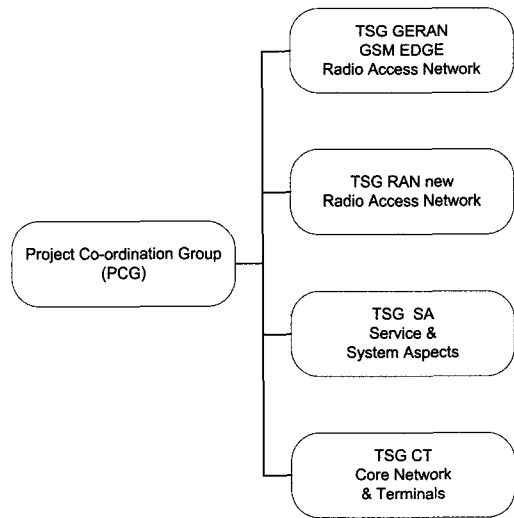 TSG GERAN
GSM EDGE
Radio Access Network
TSG RAN new
Radio Access Network
Project Co-ordination Group
(PCG)
TSG SA
Service &
System Aspects
TSG CT
Core Network
& Terminals